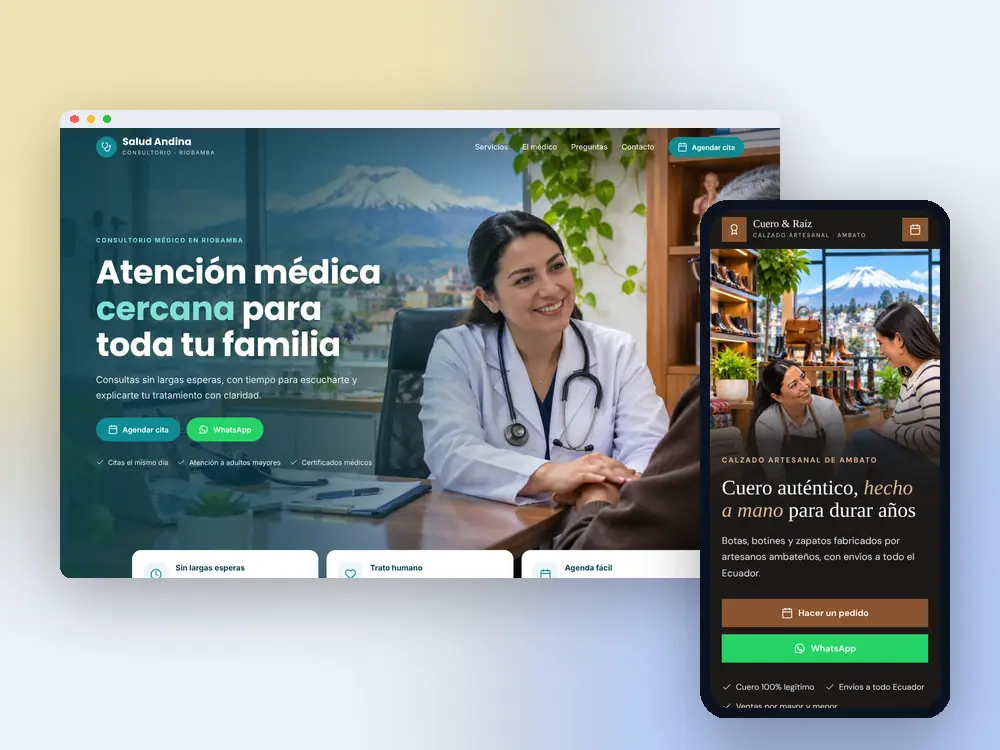 Salud Andina
CONSULTORIO · RIOBAMBA
Servicios
El médico
Preguntas
Contacto
Agendar cita
CONSULTORIO MÉDICO EN RIOBAMBA
Atención médica
cercana para
toda tu familia
Consultas sin largas esperas, con tiempo para escucharte y
explicarte tu tratamiento con claridad.
Agendar cita
WhatsApp
Citas el mismo día
Atención a adultos mayores
Certificados médicos
Sin largas esperas
Trato humano
Agenda fácil
Cuero & Raíz
CALZADO ARTESANAL · AMBATO
CALZADO ARTESANAL DE AMBATO
Cuero auténtico, hecho
a mano para durar años
Botas, botines y zapatos fabricados por
artesanos ambateños, con envíos a todo el
Ecuador.
Hacer un pedido
WhatsApp
Cuero 100% legítimo
Envíos a todo Ecuador
Ventas por mayor y menor